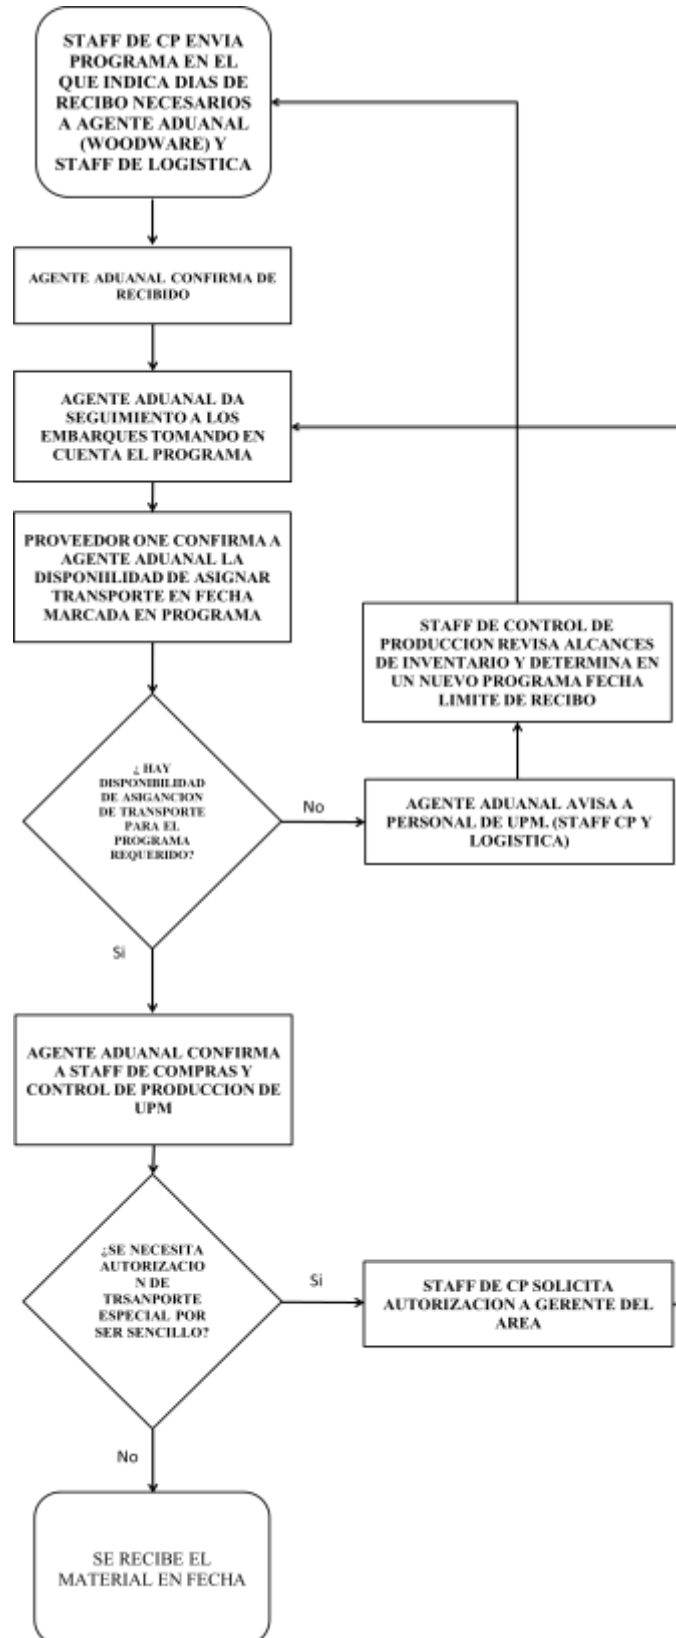 STAFF DE CP ENVIA
PROGRAMA EN EL
QUE INDICA DIAS DE
RECIBO NECESARIOS
A AGENTE ADUANAL
(WOODWARE) Y
STAFF DE LOGISTICA
AGENTE ADUANAL CONFIRMA DE
RECIBIDO
AGENTE ADUANAL DA
SEGUIMIENTO A LOS
EMBARQUES TOMANDO EN
CUENTA EL PROGRAMA
PROVEEDOR ONE CONFIRMA A
AGENTE ADUANAL LA
DISPONIILIDAD DE ASIGNAR
TRANSPORTE EN FECHA
MARCADA EN PROGRAMA
STAFF DE CONTROL DE
PRODUCCION REVISA ALCANCES
DE INVENTARIO Y DETERMINA EN
UN NUEVO PROGRAMA FECHA
LIMITE DE RECIBO
¿ HAY
DISPONIBILIDAD
DE ASIGANCION
DE TRANSPORTE
PARA EL
PROGRAMA
REQUERIDO?
No
AGENTE ADUANAL AVISA A
PERSONAL DE UPM. (STAFF CP Y
LOGISTICA)
Si
AGENTE ADUANAL CONFIRMA
A STAFF DE COMPRAS Y
CONTROL DE PRODUCCION DE
UPM
¿SE NECESITA
AUTORIZACIO
N DE
TRSANPORTE
ESPECIAL POR
SER SENCILLO?
Si
STAFF DE CP SOLICITA
AUTORIZACION A GERENTE DEL
AREA
No
SE RECIBE EL
MATERIAL EN FECHA